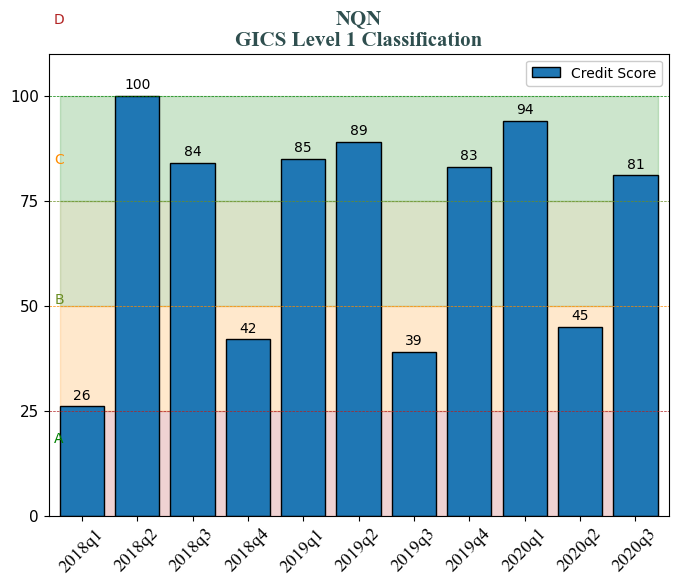 D
NQN
GICS Level 1 Classification
Credit Score
100
75
50
25
0
C
B
A
26
100
84
42
85
89
39
83
94
45
81
2018q1
2018q2
2018q3
2018q4
2019q1
2019q2
2019q3
2019q4
2020q1
2020q2
2020q3